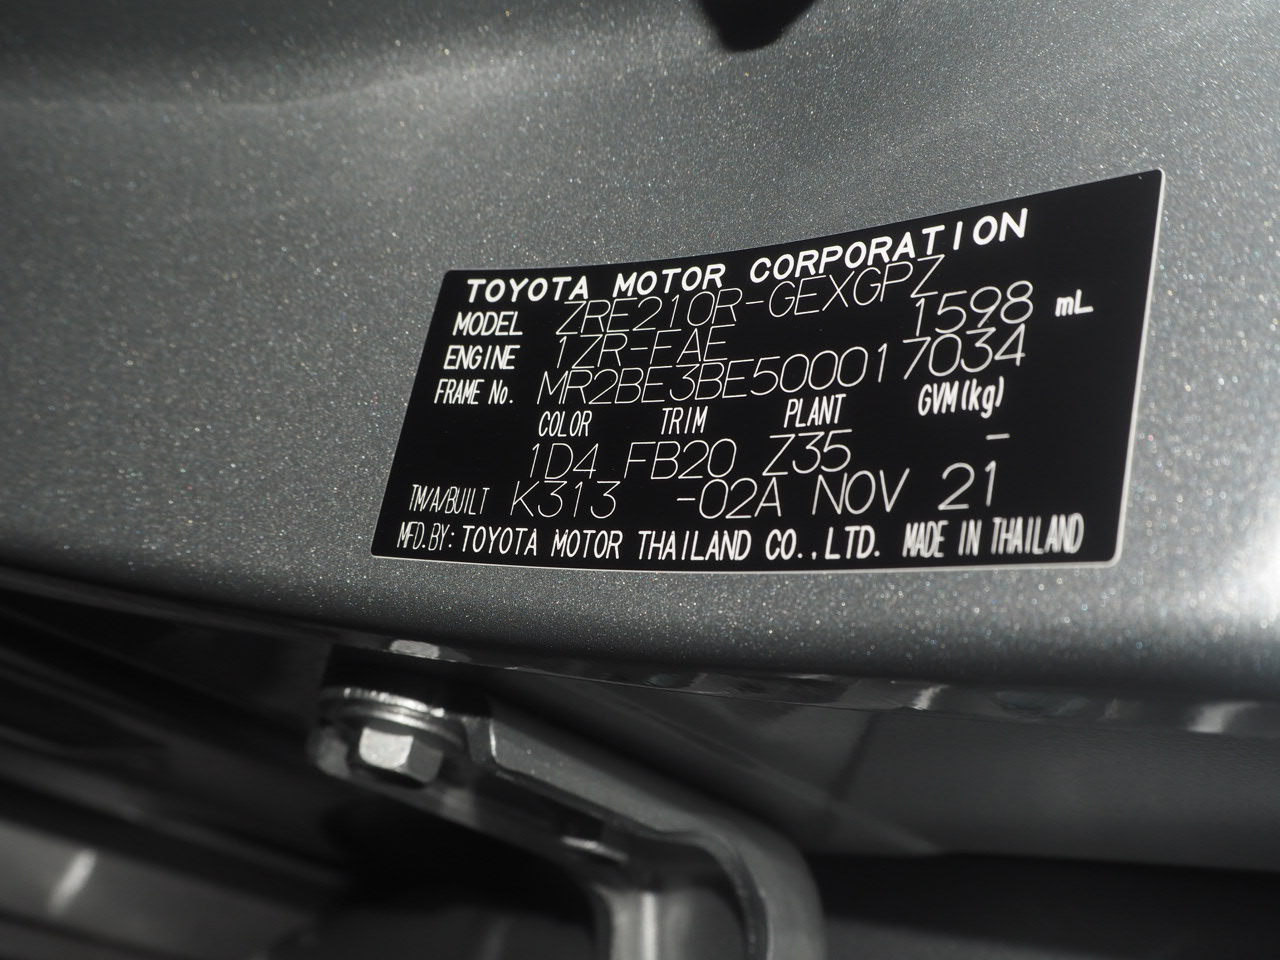 TOYOTA MOTOR CORPORATION
MODEL ZRE210R-GEXGPZ
ENGINE 1ZR-FAE 1598 mL
FRAME No. MR2BE3BE500017034
COLOR TRIM PLANT GVM(kg)
1D4 FB20 Z35 –
TM/A/BUILT K313 -02A NOV 21
MFD.BY: TOYOTA MOTOR THAILAND CO.,LTD. MADE IN THAILAND